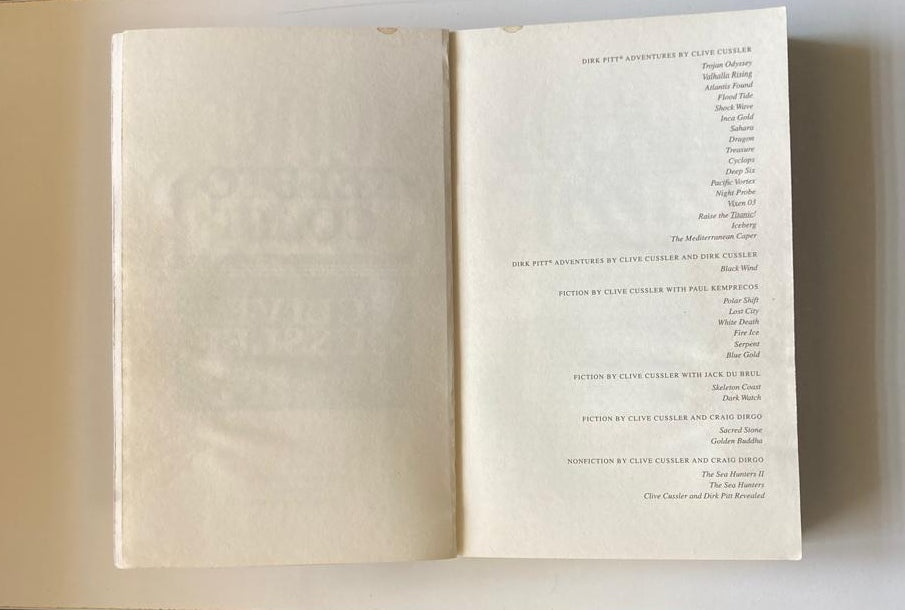 DIRK PITT® ADVENTURES BY CLIVE CUSSLER
Trojan Odyssey
Valhalla Rising
Atlantis Found
Flood Tide
Shock Wave
Inca Gold
Sahara
Dragon
Treasure
Cyclops
Deep Six
Pacific Vortex
Night Probe
Vixen 03
Raise the Titanic!
Iceberg
The Mediterranean Caper
DIRK PITT® ADVENTURES BY CLIVE CUSSLER AND DIRK CUSSLER
Black Wind
FICTION BY CLIVE CUSSLER WITH PAUL KEMPRECOS
Polar Shift
Lost City
White Death
Fire Ice
Serpent
Blue Gold
FICTION BY CLIVE CUSSLER WITH JACK DU BRUL
Skeleton Coast
Dark Watch
FICTION BY CLIVE CUSSLER AND CRAIG DIRGO
Sacred Stone
Golden Buddha
NONFICTION BY CLIVE CUSSLER AND CRAIG DIRGO
The Sea Hunters II
The Sea Hunters
Clive Cussler and Dirk Pitt Revealed